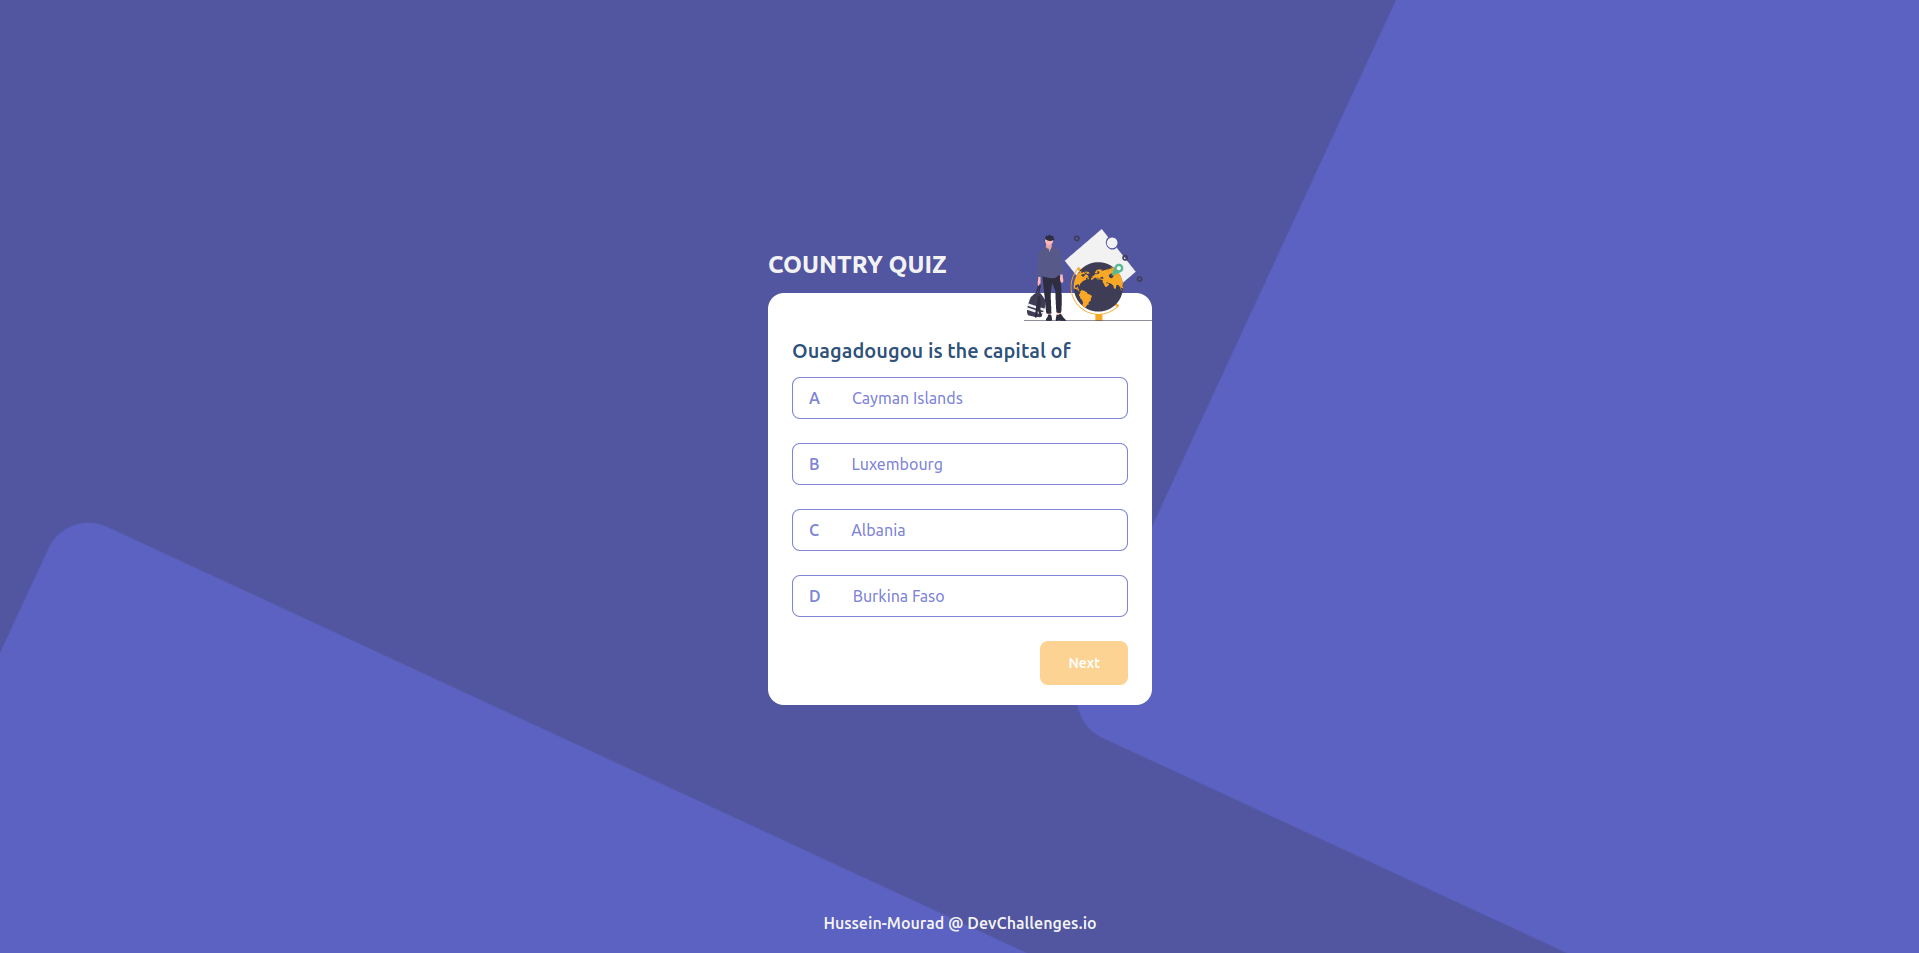 COUNTRY QUIZ
Ouagadougou is the capital of
A Cayman Islands
B Luxembourg
C Albania
D Burkina Faso
Next
Hussein-Mourad @ DevChallenges.io